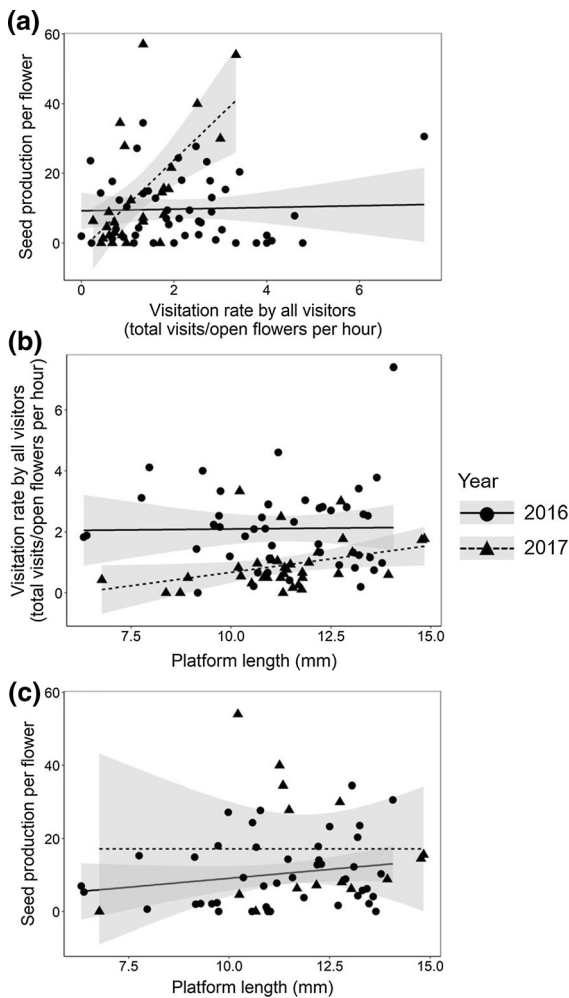 (a)
60
40
20
0
Seed production per flower
0 2 4 6
Visitation rate by all visitors
(total visits/open flowers per hour)
(b)
6
4
2
0
Visitation rate by all visitors
(total visits/open flowers per hour)
7.5 10.0 12.5 15.0
Platform length (mm)
Year
2016
2017
(c)
60
40
20
0
Seed production per flower
7.5 10.0 12.5 15.0
Platform length (mm)